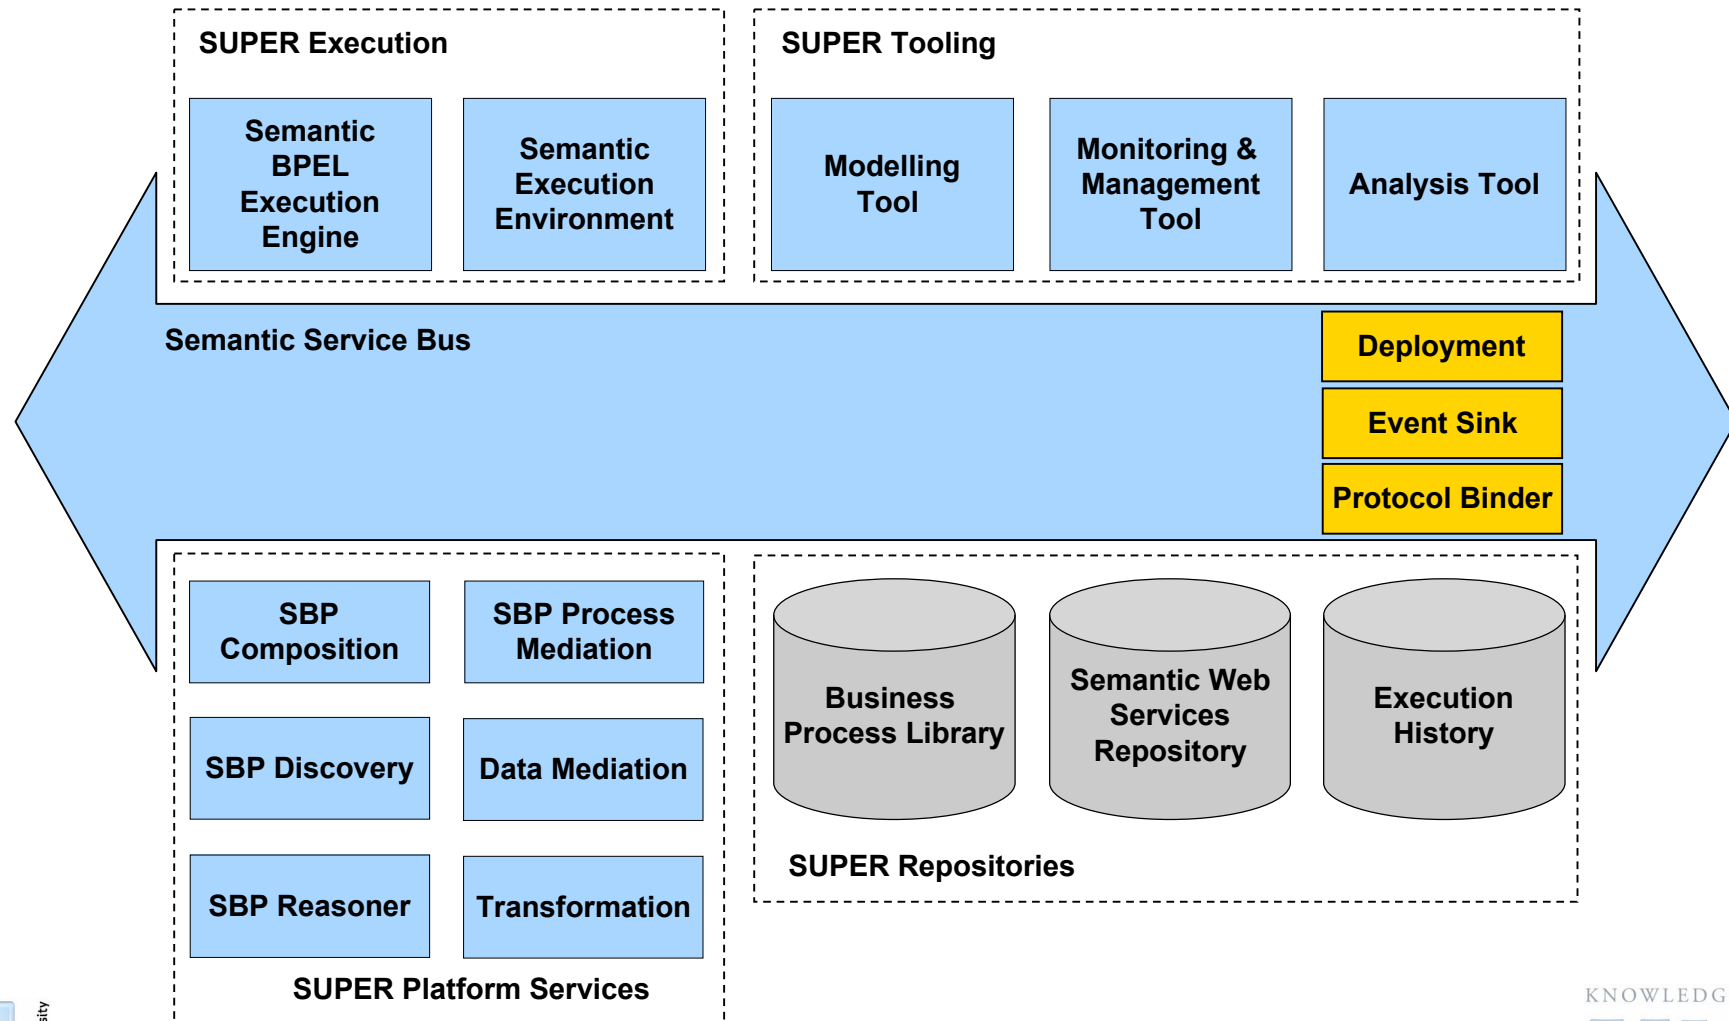 SUPER Execution
SUPER Tooling
Semantic
BPEL
Execution
Engine
Semantic
Execution
Environment
Modelling
Tool
Monitoring &
Management
Tool
Analysis Tool
Semantic Service Bus
Deployment
Event Sink
Protocol Binder
SBP
Composition
SBP Process
Mediation
SBP Discovery
Data Mediation
SBP Reasoner
Transformation
SUPER Platform Services
Business
Process Library
Semantic Web
Services
Repository
Execution
History
SUPER Repositories
sity
KNOWLEDG